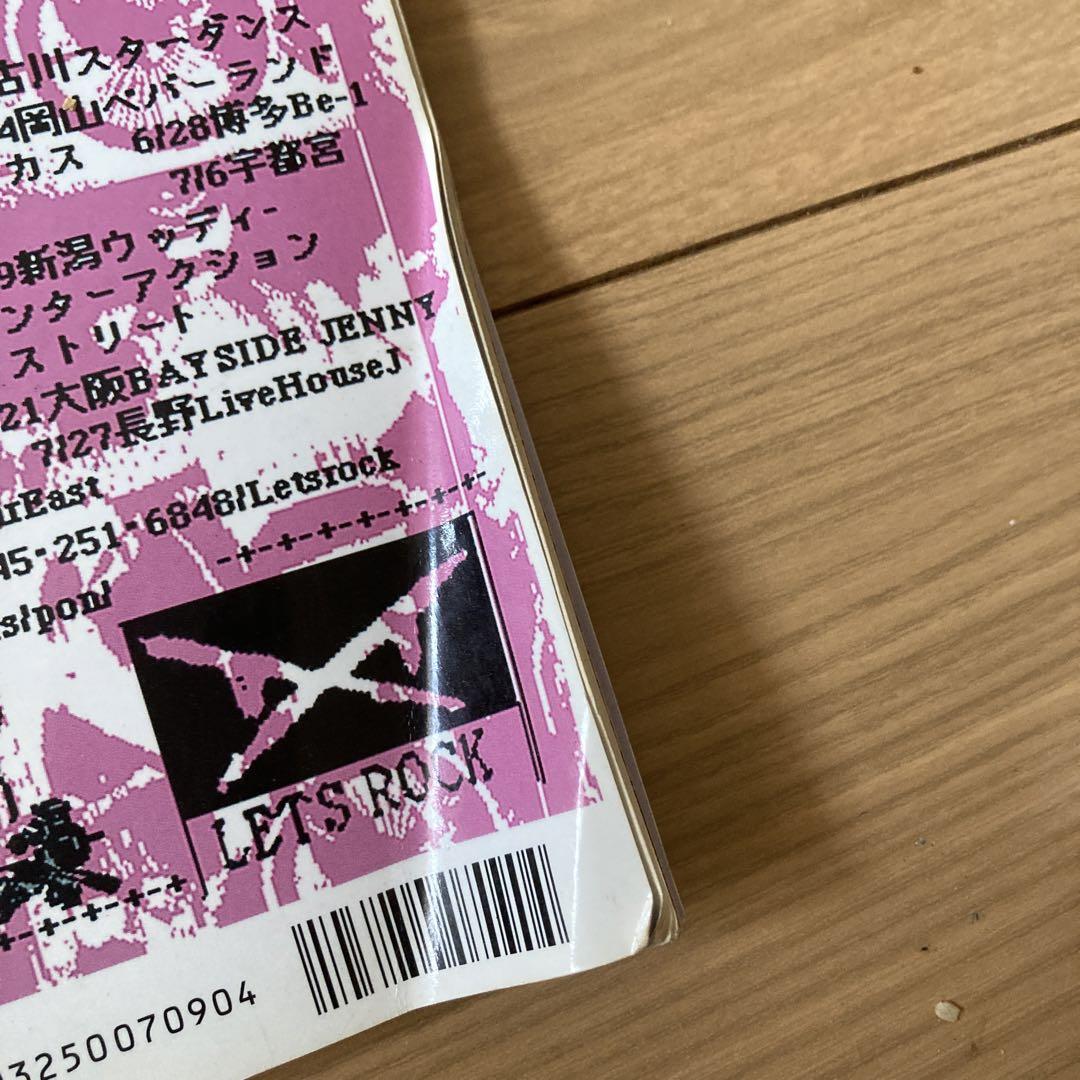 古川スターダンス
4岡山ペパーランド
カス 6/28博多Be-1
7/6宇都宮
9新潟ウッディー
ンターアクション
ストリート
21大阪BAYSIDE JENNY
7/27長野LiveHouseJ
rEast
45・251・6848/Letsrock
s/pon/
-+-+-+-+-+-+-+-
LETS ROCK
+-+-+-+-+
3250070904